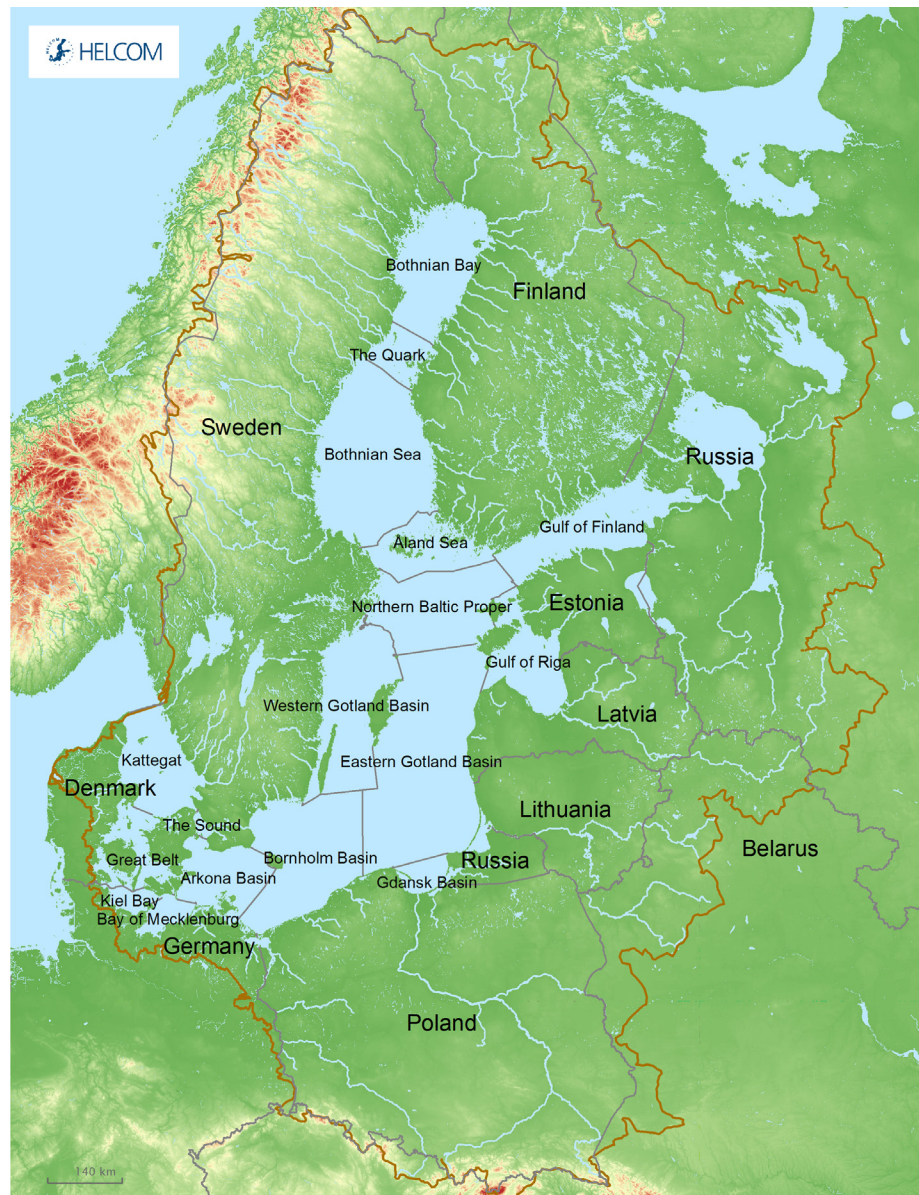 HELCOM
Bothnian Bay
Finland
The Quark
Sweden
Bothnian Sea
Russia
Gulf of Finland
Aland Sea
Northern Baltic Proper
Estonia
Gulf of Riga
Western Gotland Basin
Latvia
Kattegat
Eastern Gotland Basin
Denmark
Lithuania
The Sound
Belarus
Great Belt
Bornholm Basin
Russia
Arkona Basin
Gdansk Basin
Kiel Bay
Bay of Mecklenburg
Germany
Poland
140 km